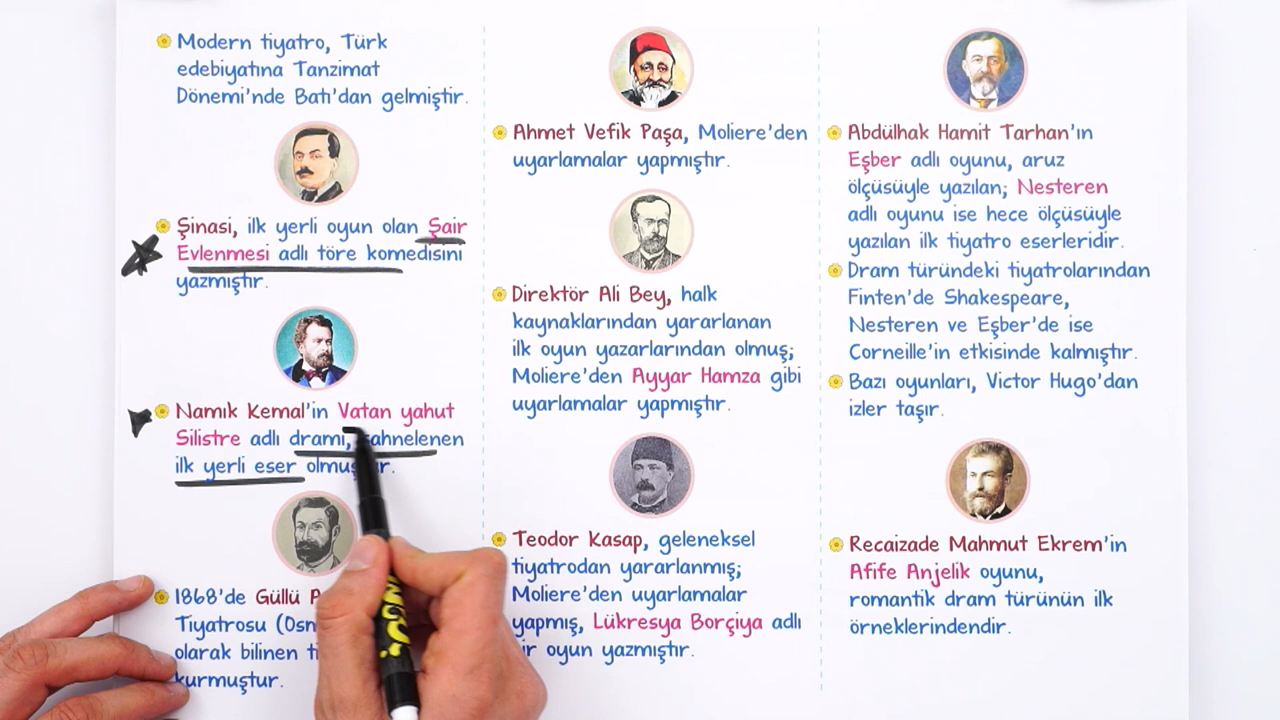 Modern tiyatro, Türk
edebiyatına Tanzimat
Dönemi'nde Batı'dan gelmiştir.
Şinasi, ilk yerli oyun olan Şair
Evlenmesi adlı töre komedisini
yazmıştır.
Namık Kemal'in Vatan yahut
Silistre adlı dramı, sahnelenen
ilk yerli eser
1868'de Güllü
Tiyatrosu
olarak bilinen
kurmuştur.
Ahmet Vefik Paşa, Moliere'den
uyarlamalar yapmıştır.
Direktör Ali Bey, halk
kaynaklarından yararlanan
ilk oyun yazarlarından olmuş;
Moliere'den Ayyar Hamza gibi
uyarlamalar yapmıştır.
Teodor Kasap, geleneksel
tiyatrodan yararlanmış;
Moliere'den uyarlamalar
yapmış, Lükresya Borçiya adlı
bir oyun yazmıştır.
Abdülhak Hamit Tarhan'ın
Eşber adlı oyunu, aruz
ölçüsüyle yazılan; Nesteren
adlı oyunu ise hece ölçüsüyle
yazılan ilk tiyatro eserleridir.
Dram türündeki tiyatrolarından
Finten'de Shakespeare,
Nesteren ve Eşber'de ise
Corneille'in etkisinde kalmıştır.
Bazı oyunları, Victor Hugo'dan
izler taşır.
Recaizade Mahmut Ekrem'in
Afife Anjelik oyunu,
romantik dram türünün ilk
örneklerindendir.